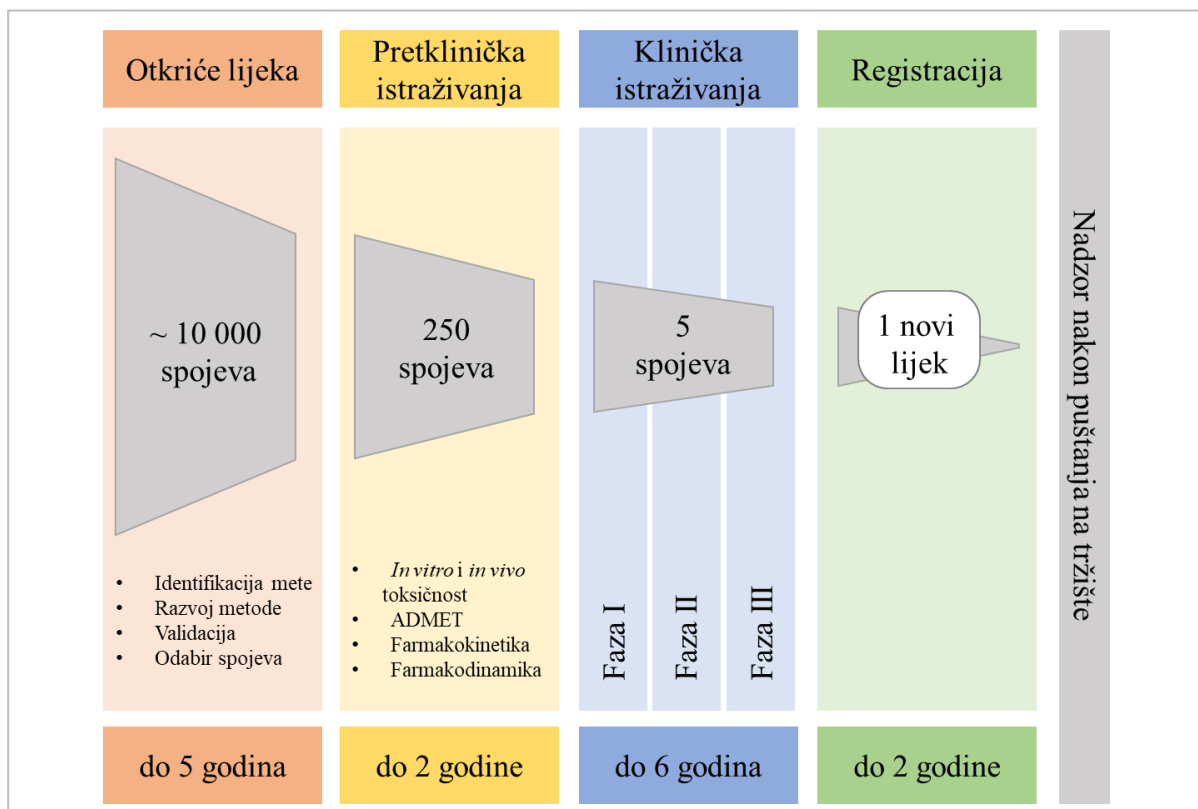 Otkriće lijeka
Pretklinička
istraživanja
Klinička
istraživanja
Registracija
~ 10 000
spojeva
250
spojeva
5
spojeva
1 novi
lijek
• Identifikacija mete
• Razvoj metode
• Validacija
• Odabir spojeva
• In vitro i in vivo
toksičnost
• ADMET
• Farmakokinetika
• Farmakodinamika
Faza I
Faza II
Faza III
do 5 godina
do 2 godine
do 6 godina
do 2 godine
Nadzor nakon puštanja na tržište